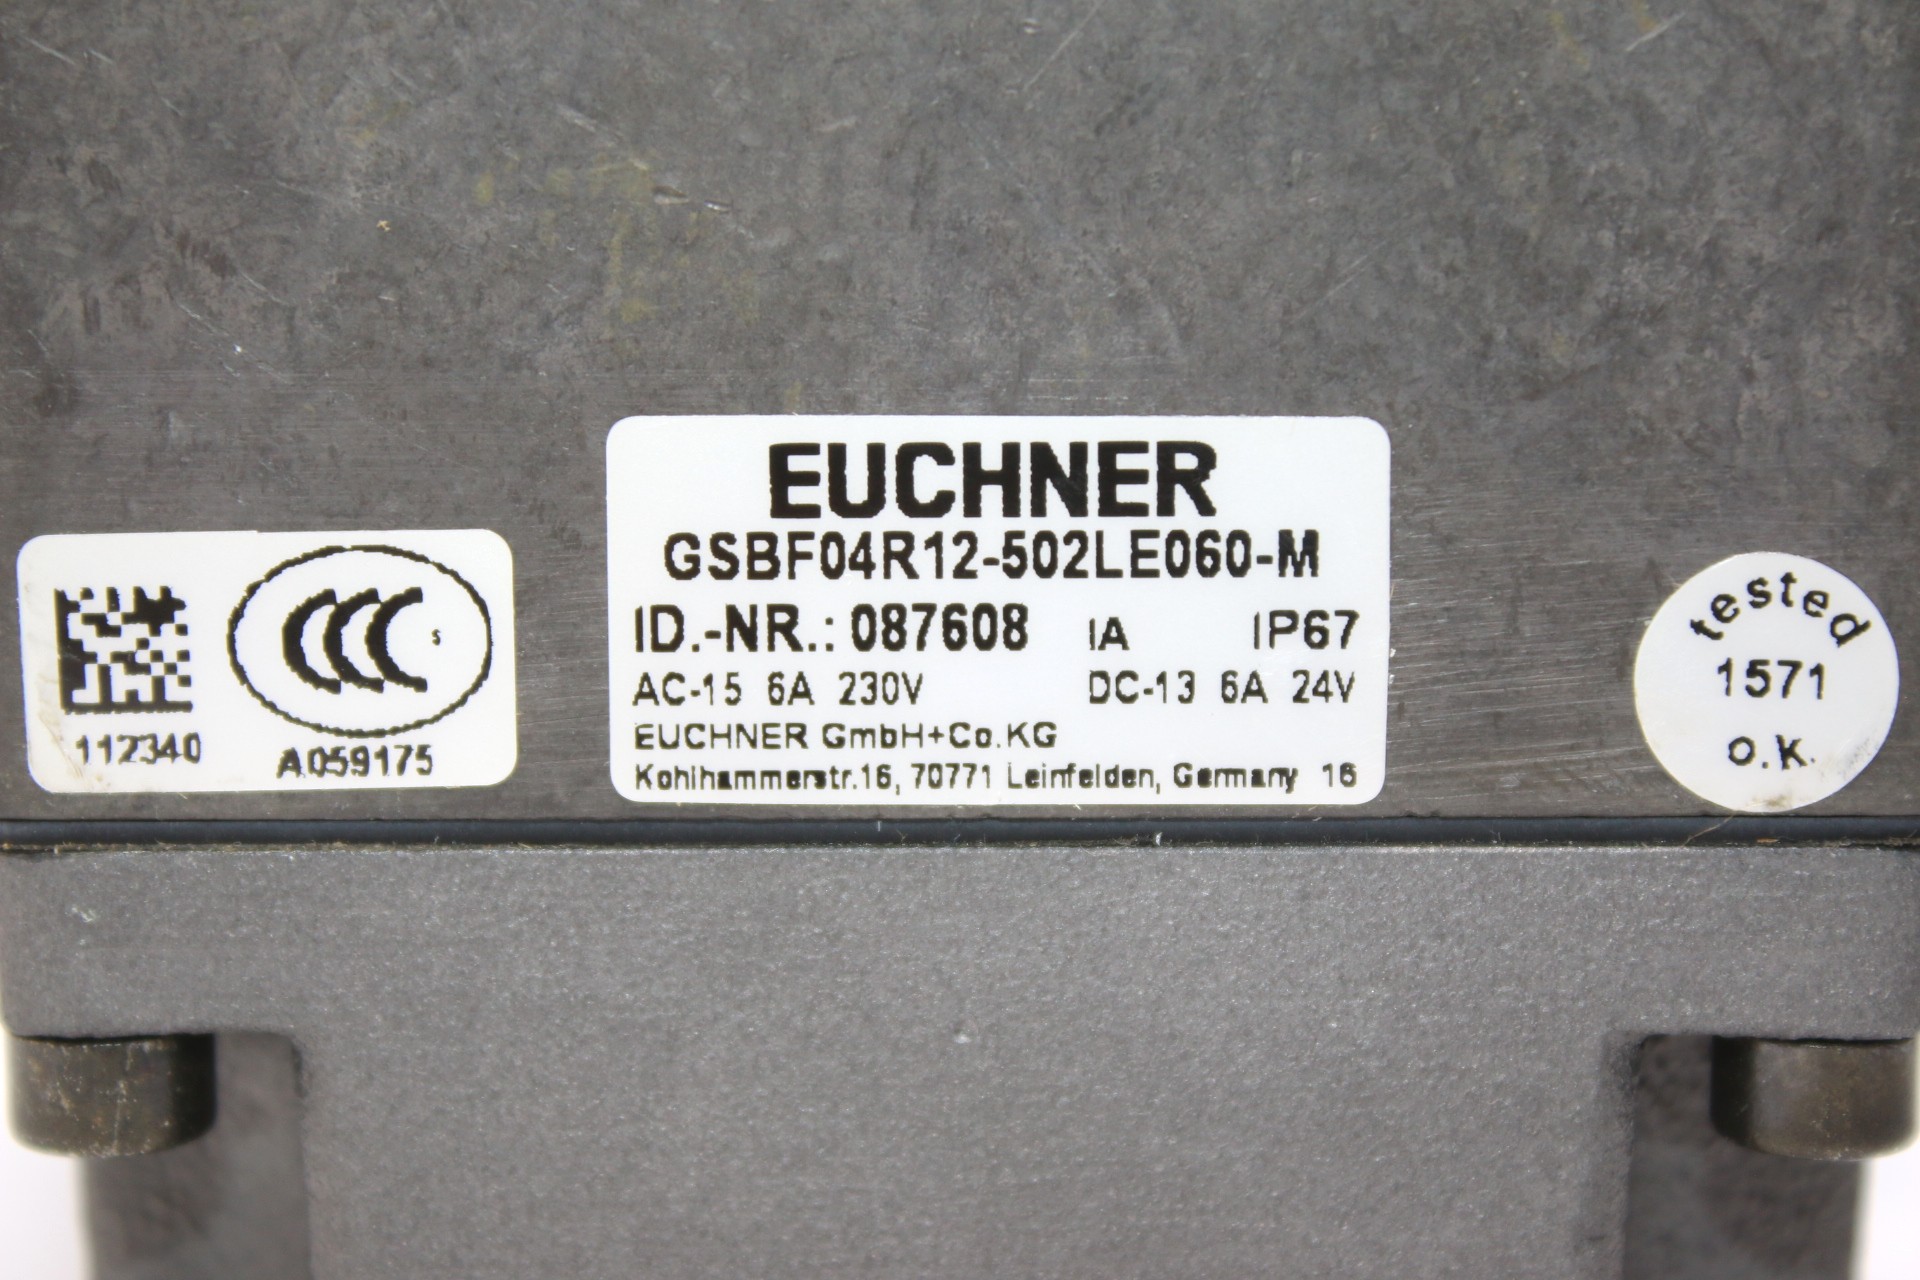 EUCHNER
GSBF04R12-502LE060-M
ID.-NR.: 087608 IA IP67
AC-15 6A 230V DC-13 6A 24V
EUCHNER GmbH+Co.KG
Kohlhammerstr.16, 70771 Leinfelden, Germany 16
CCC S
112340 A059175
tested
1571
o.k.